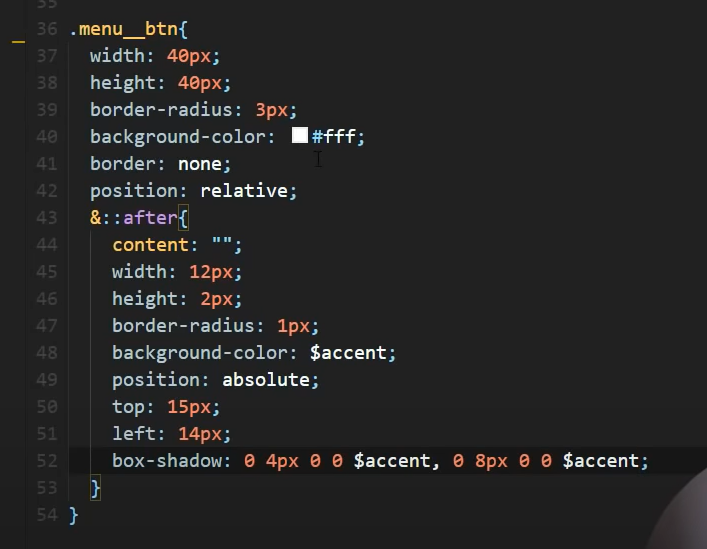 35
36 .menu__btn{
37 width: 40px;
38 height: 40px;
39 border-radius: 3px;
40 background-color: #fff;
41 border: none;
42 position: relative;
43 &::after{
44 content: "";
45 width: 12px;
46 height: 2px;
47 border-radius: 1px;
48 background-color: $accent;
49 position: absolute;
50 top: 15px;
51 left: 14px;
52 box-shadow: 0 4px 0 0 $accent, 0 8px 0 0 $accent;
53 }
54 }